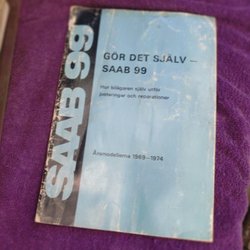 SAAB 99
GÖR DET SJÄLV –
SAAB 99
Hur bilägaren själv utför
justeringar och reparationer
Årsmodellerna 1969–1974